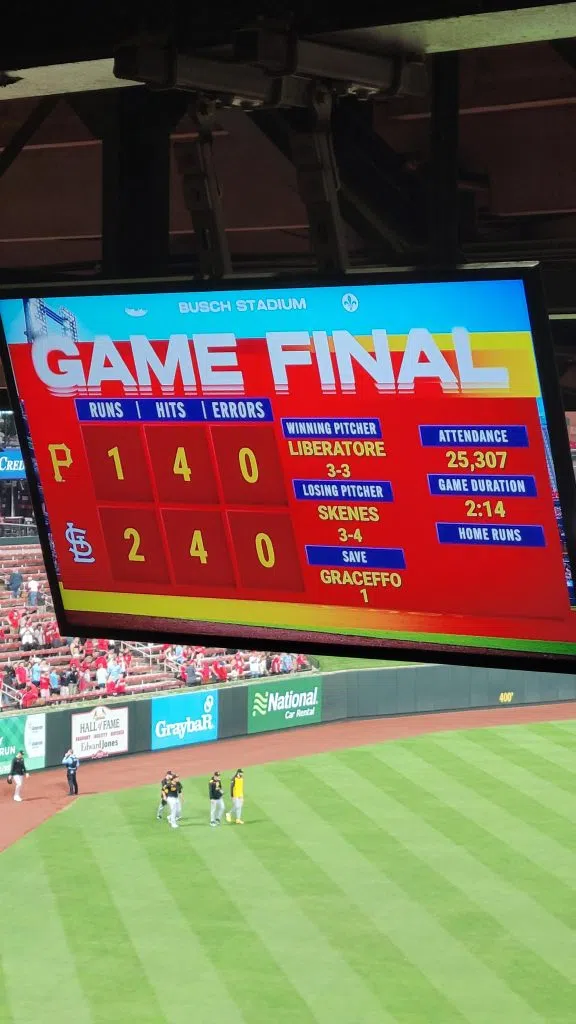 BUSCH STADIUM
GAME FINAL
RUNS | HITS | ERRORS
P 1 4 0
STL 2 4 0
WINNING PITCHER
LIBERATORE
3-3
LOSING PITCHER
SKENES
3-4
SAVE
GRACEFFO
1
ATTENDANCE
25,307
GAME DURATION
2:14
HOME RUNS
RUN
HALL of FAME
Edward Jones
GraybaR
National
Car Rental
400'